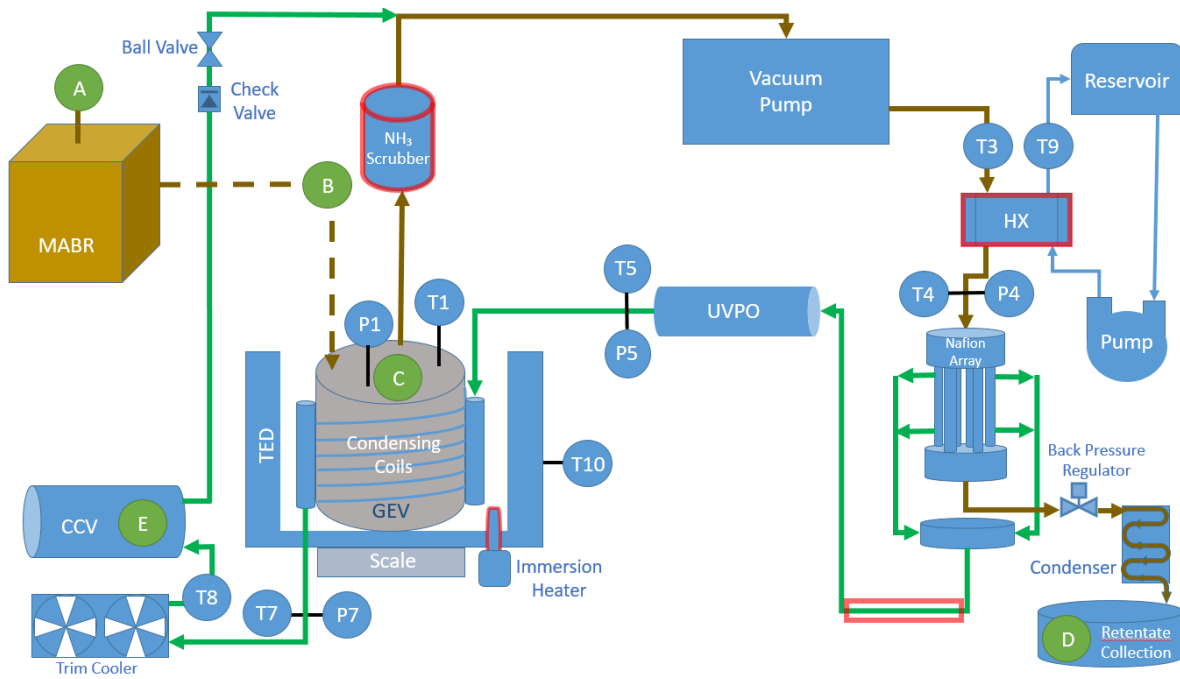 Ball Valve
Check
Valve
A
MABR
B
NH₃
Scrubber
Vacuum
Pump
T3
T9
Reservoir
HX
T4
P4
Pump
Nafion
Array
T5
P5
UVPO
P1
T1
C
Condensing
Coils
GEV
TED
T10
Scale
Immersion
Heater
CCV
E
T8
T7
P7
Trim Cooler
Back Pressure
Regulator
Condenser
D
Retentate
Collection